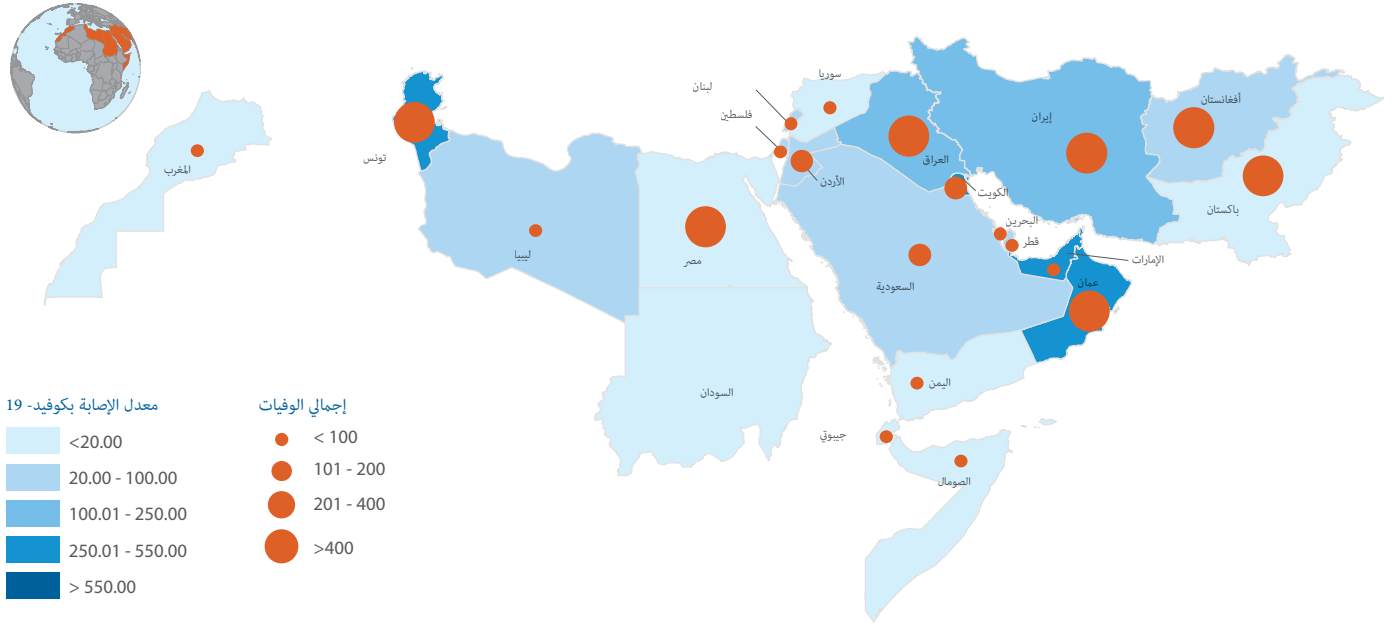 سوريا
لبنان
فلسطين
أفغانستان
إيران
تونس
العراق
المغرب
الأردن
الكويت
باكستان
البحرين
قطر
ليبيا
مصر
الإمارات
السعودية
عمان
اليمن
السودان
جيبوتي
الصومال
معدل الإصابة بكوفيد- 19
<20.00
20.00 - 100.00
100.01 - 250.00
250.01 - 550.00
> 550.00
إجمالي الوفيات
< 100
101 - 200
201 - 400
>400